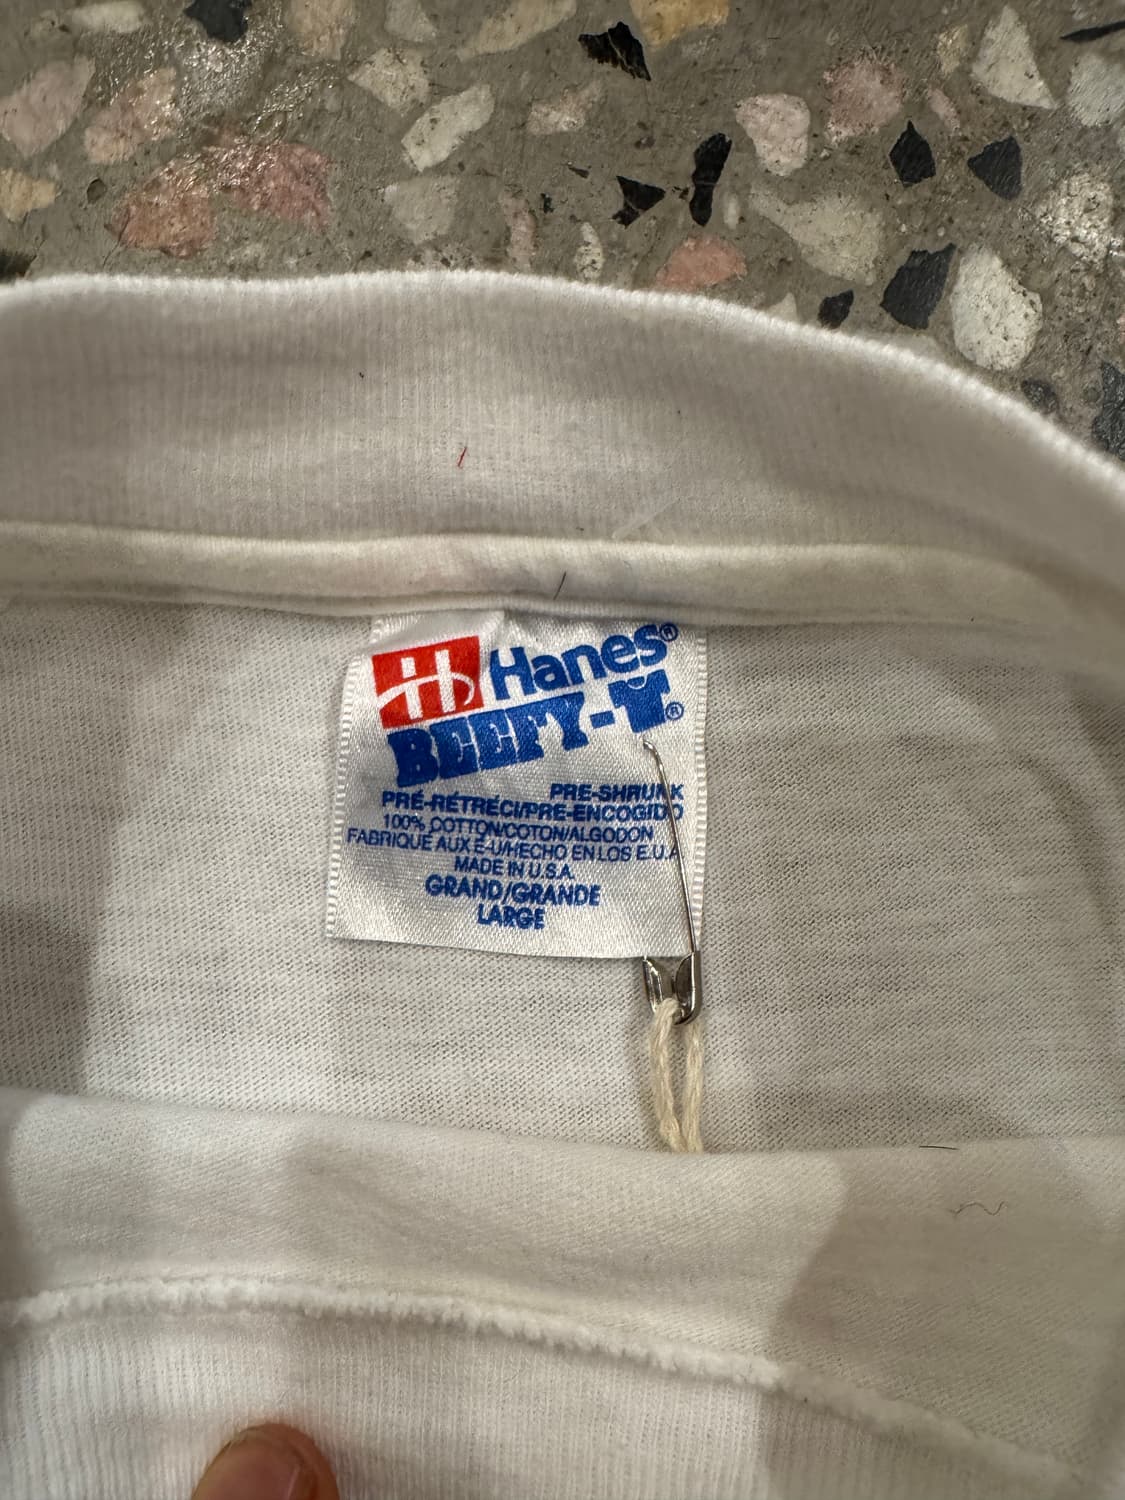 H Hanes®
BEEFY-T®
PRE-SHRUNK
PRÉ-RÉTRÉCI/PRE-ENCOGIDO
100% COTTON/COTON/ALGODON
FABRIQUÉ AUX É-U/HECHO EN LOS E.U.A
MADE IN U.S.A.
GRAND/GRANDE
LARGE